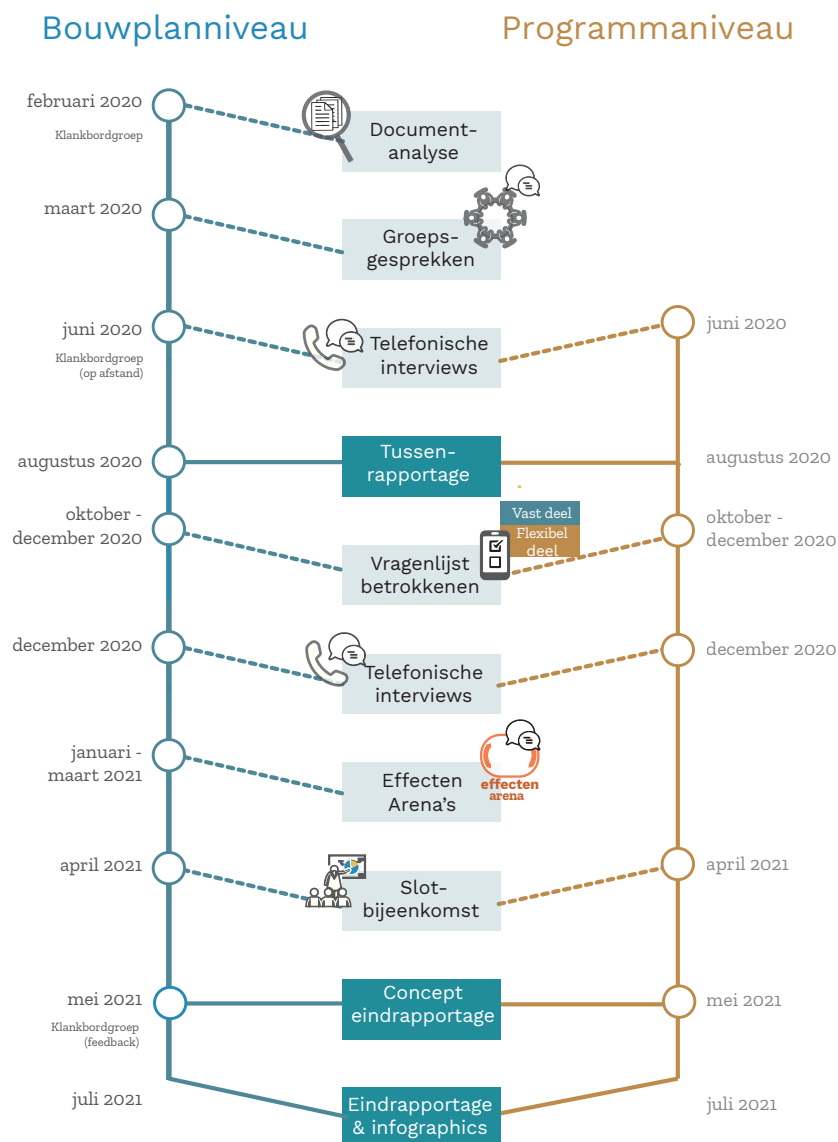 Bouwplanniveau
Programmaniveau
februari 2020
Klankbordgroep
Document-
analyse
maart 2020
Groeps-
gesprekken
juni 2020
Klankbordgroep
(op afstand)
Telefonische
interviews
juni 2020
augustus 2020
Tussen-
rapportage
augustus 2020
oktober -
december 2020
Vast deel
Flexibel
deel
Vragenlijst
betrokkenen
oktober -
december 2020
december 2020
Telefonische
interviews
december 2020
januari -
maart 2021
Effecten
Arena's
effecten
arena
april 2021
Slot-
bijeenkomst
april 2021
mei 2021
Klankbordgroep
(feedback)
Concept
eindrapportage
mei 2021
juli 2021
Eindrapportage
& infographics
juli 2021